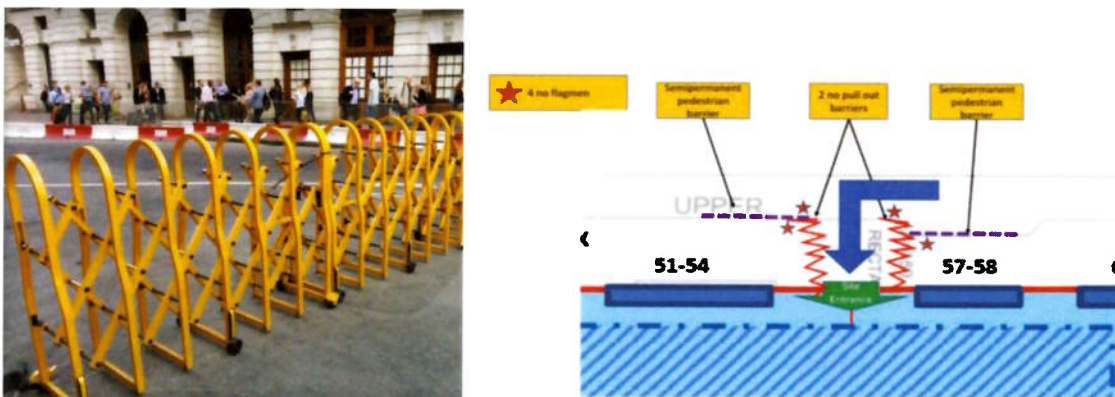 4 no flagmen
Semipermanent
pedestrian
barrier
2 no pull out
barriers
Semipermanent
pedestrian
barrier
UPPER
RECTA
51-54
57-58
Site
Entrance